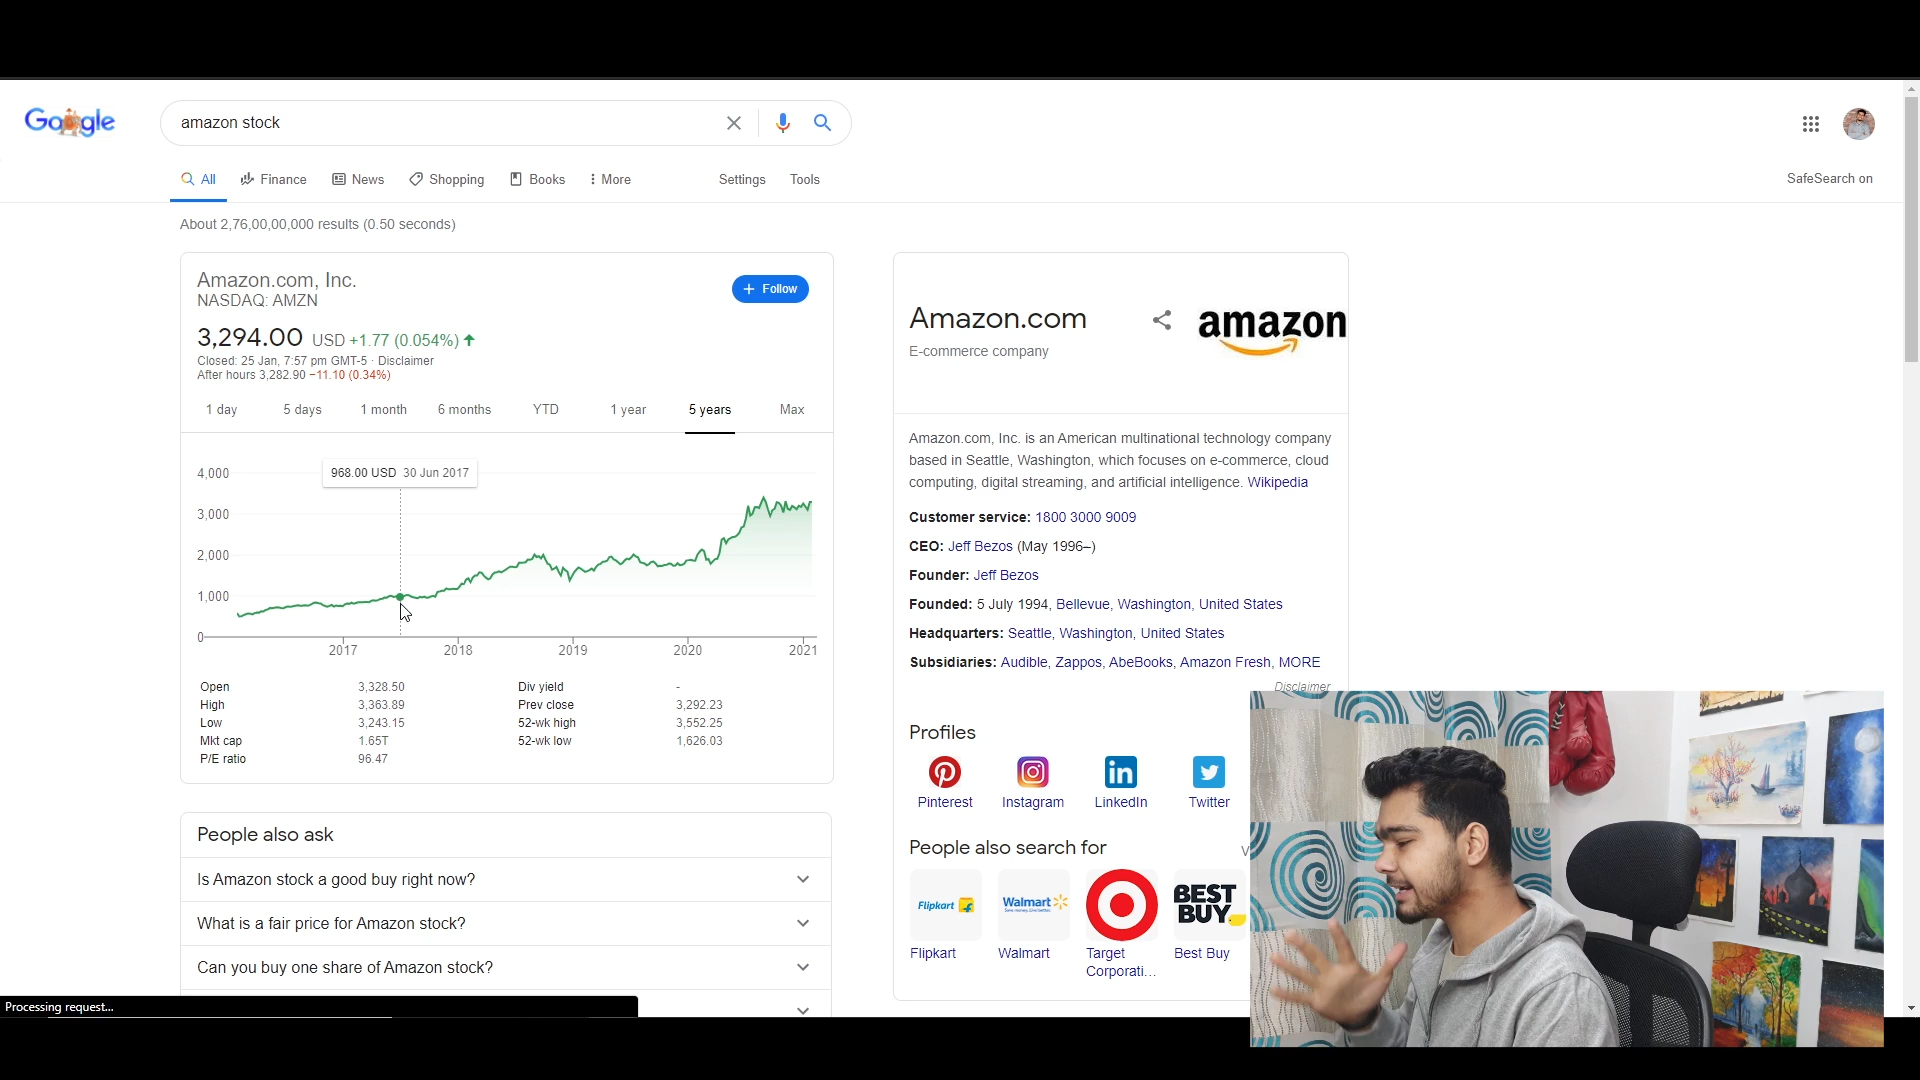 Google
amazon stock
All Finance News Shopping Books More Settings Tools
SafeSearch on
About 2,76,00,00,000 results (0.50 seconds)
Amazon.com, Inc.
NASDAQ: AMZN
Follow
3,294.00 USD +1.77 (0.054%)
Closed: 25 Jan, 7:57 pm GMT-5 · Disclaimer
After hours 3,282.90 −11.10 (0.34%)
1 day 5 days 1 month 6 months YTD 1 year 5 years Max
968.00 USD 30 Jun 2017
4,000
3,000
2,000
1,000
0
2017 2018 2019 2020 2021
Open 3,328.50 Div yield -
High 3,363.89 Prev close 3,292.23
Low 3,243.15 52-wk high 3,552.25
Mkt cap 1.65T 52-wk low 1,626.03
P/E ratio 96.47
People also ask
Is Amazon stock a good buy right now?
What is a fair price for Amazon stock?
Can you buy one share of Amazon stock?
Processing request...
Amazon.com
E-commerce company
amazon
Amazon.com, Inc. is an American multinational technology company
based in Seattle, Washington, which focuses on e-commerce, cloud
computing, digital streaming, and artificial intelligence. Wikipedia
Customer service: 1800 3000 9009
CEO: Jeff Bezos (May 1996–)
Founder: Jeff Bezos
Founded: 5 July 1994, Bellevue, Washington, United States
Headquarters: Seattle, Washington, United States
Subsidiaries: Audible, Zappos, AbeBooks, Amazon Fresh, MORE
Disclaimer
Profiles
Pinterest Instagram LinkedIn Twitter
People also search for
Flipkart Walmart BEST BUY
Flipkart Walmart Target Corporati... Best Buy